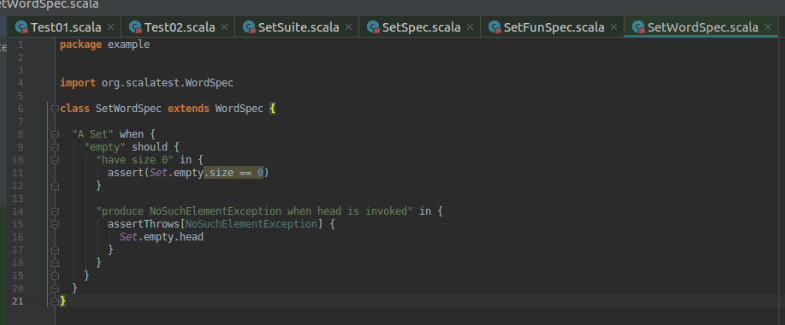 etWordSpec.scala
Test01.scala × Test02.scala × SetSuite.scala × SetSpec.scala × SetFunSpec.scala × SetWordSpec.scala ×
1 package example
2
3
4 import org.scalatest.WordSpec
5
6 class SetWordSpec extends WordSpec {
7
8 "A Set" when {
9 "empty" should {
10 "have size 0" in {
11 assert(Set.empty.size == 0)
12 }
13
14 "produce NoSuchElementException when head is invoked" in {
15 assertThrows[NoSuchElementException] {
16 Set.empty.head
17 }
18 }
19 }
20 }
21 }